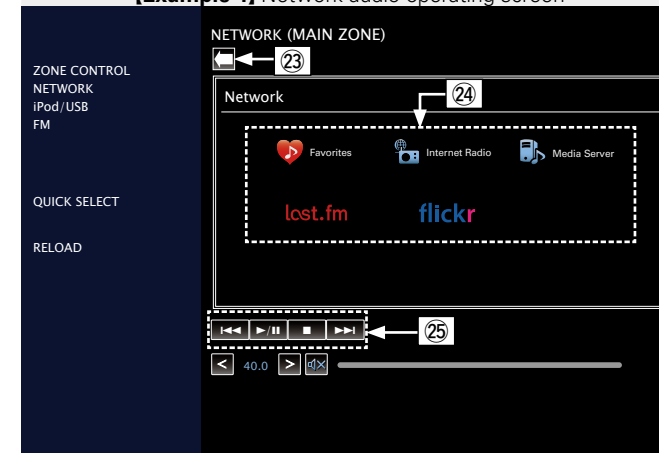 [Example 4] Network audio operating screen
NETWORK (MAIN ZONE)
㉓
ZONE CONTROL
NETWORK
iPod/USB
FM
Network
㉔
Favorites
Internet Radio
Media Server
QUICK SELECT
last.fm
flickr
RELOAD
㉕
< 40.0 >